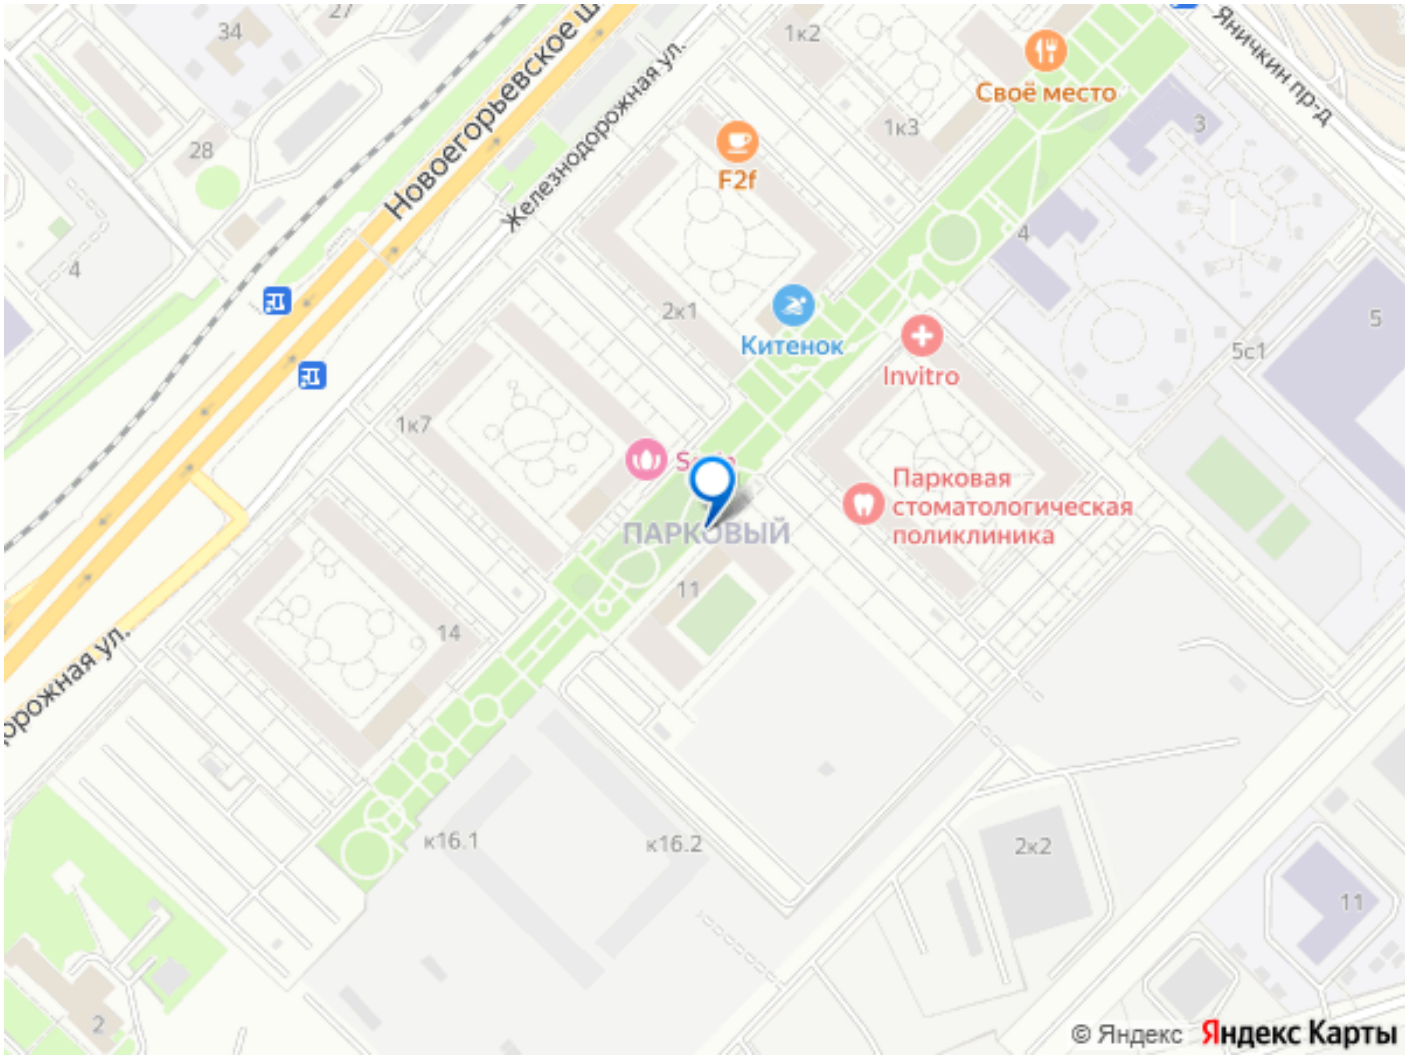 34
27
1к2
Новоегорьевское ш
Железнодорожная ул.
Яничкин пр-д
Своё место
28
1к3
3
F2f
4
4
2к1
5
Китенок
5с1
Invitro
1к7
Парковая
стоматологическая
поликлиника
ПАРКОВЫЙ
11
14
орожная ул.
к16.1
к16.2
2к2
11
2
© Яндекс Яндекс Карты